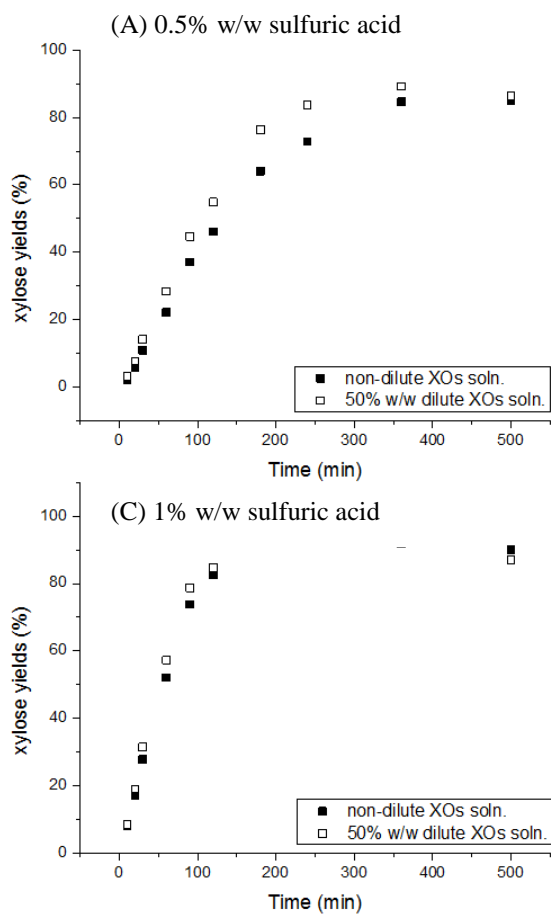 (A) 0.5% w/w sulfuric acid
100
80
60
40
20
0
xylose yields (%)
non-dilute XOs soln.
50% w/w dilute XOs soln.
0 100 200 300 400 500
Time (min)
(C) 1% w/w sulfuric acid
100
80
60
40
20
0
xylose yields (%)
non-dilute XOs soln.
50% w/w dilute XOs soln.
0 100 200 300 400 500
Time (min)